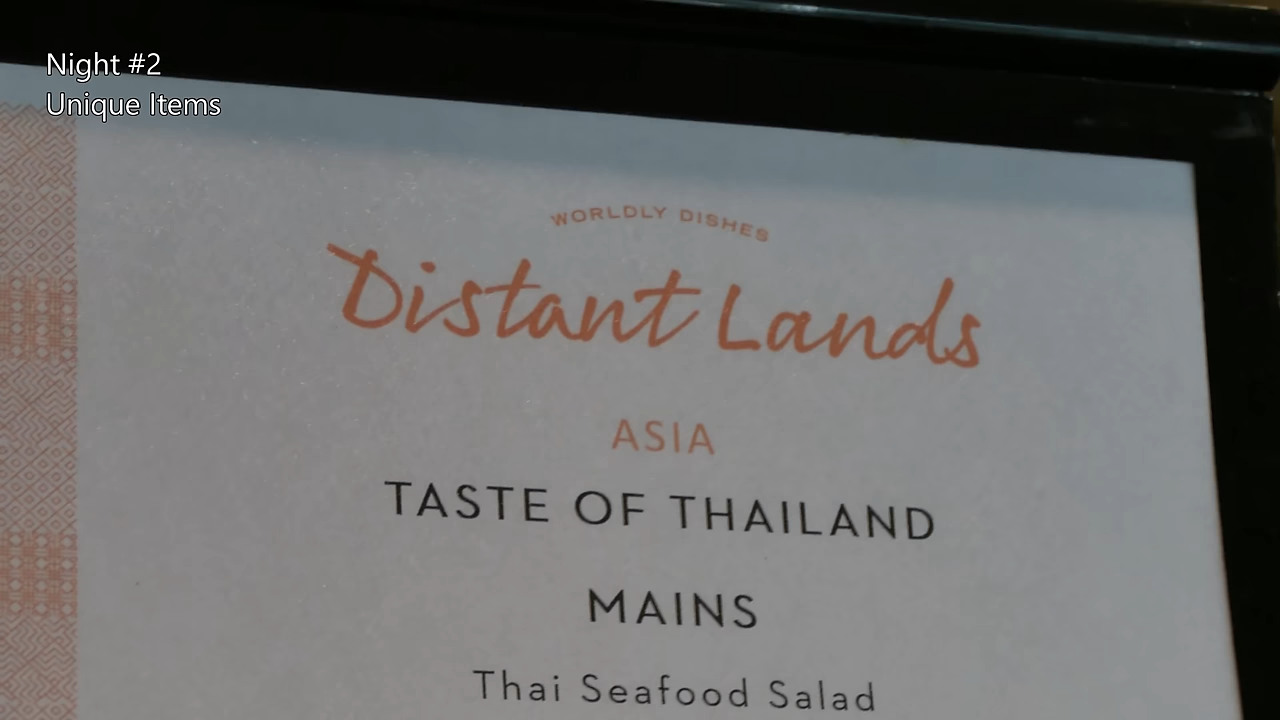 Night #2
Unique Items
WORLDLY DISHES
Distant Lands
ASIA
TASTE OF THAILAND
MAINS
Thai Seafood Salad